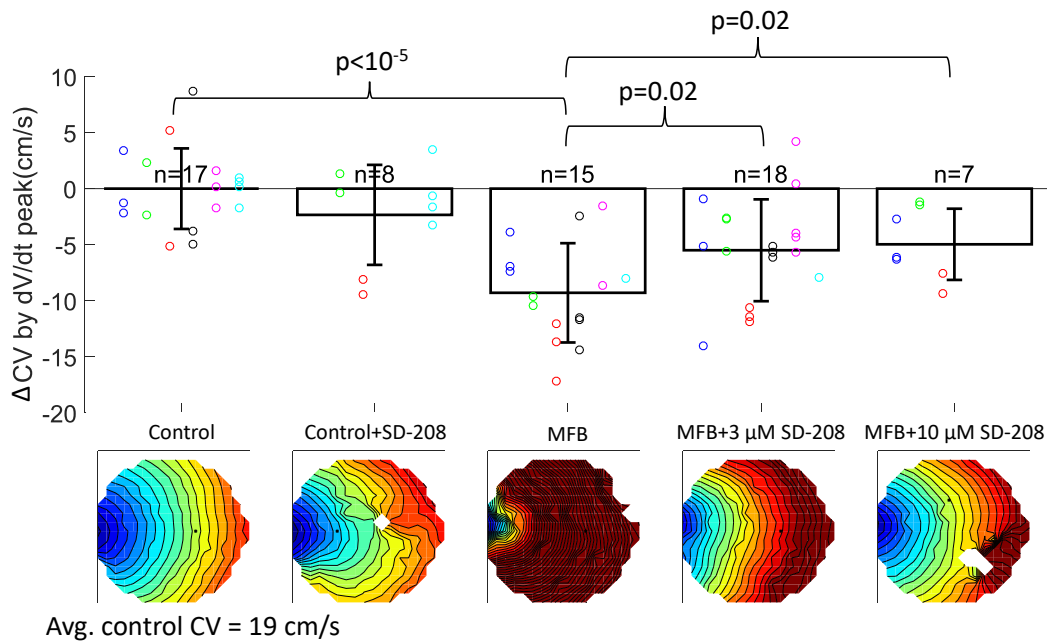 p=0.02
p<10⁻⁵
p=0.02
ΔCV by dV/dt peak(cm/s)
10
5
0
-5
-10
-15
-20
n=17
n=8
n=15
n=18
n=7
Control
Control+SD-208
MFB
MFB+3 µM SD-208
MFB+10 µM SD-208
Avg. control CV = 19 cm/s